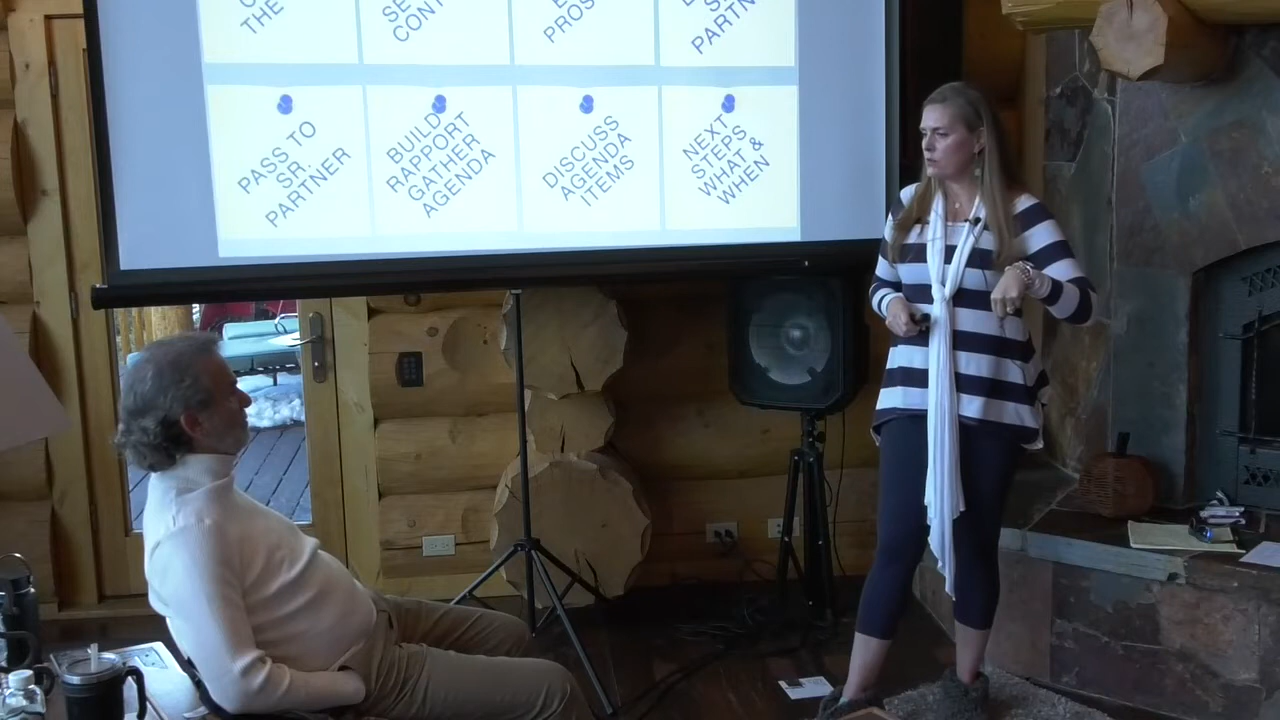 THE
CONT
PROS
PARTN
PASS TO
SR.
PARTNER
BUILD
RAPPORT
GATHER
AGENDA
DISCUSS
AGENDA
ITEMS
NEXT
STEPS
WHAT &
WHEN